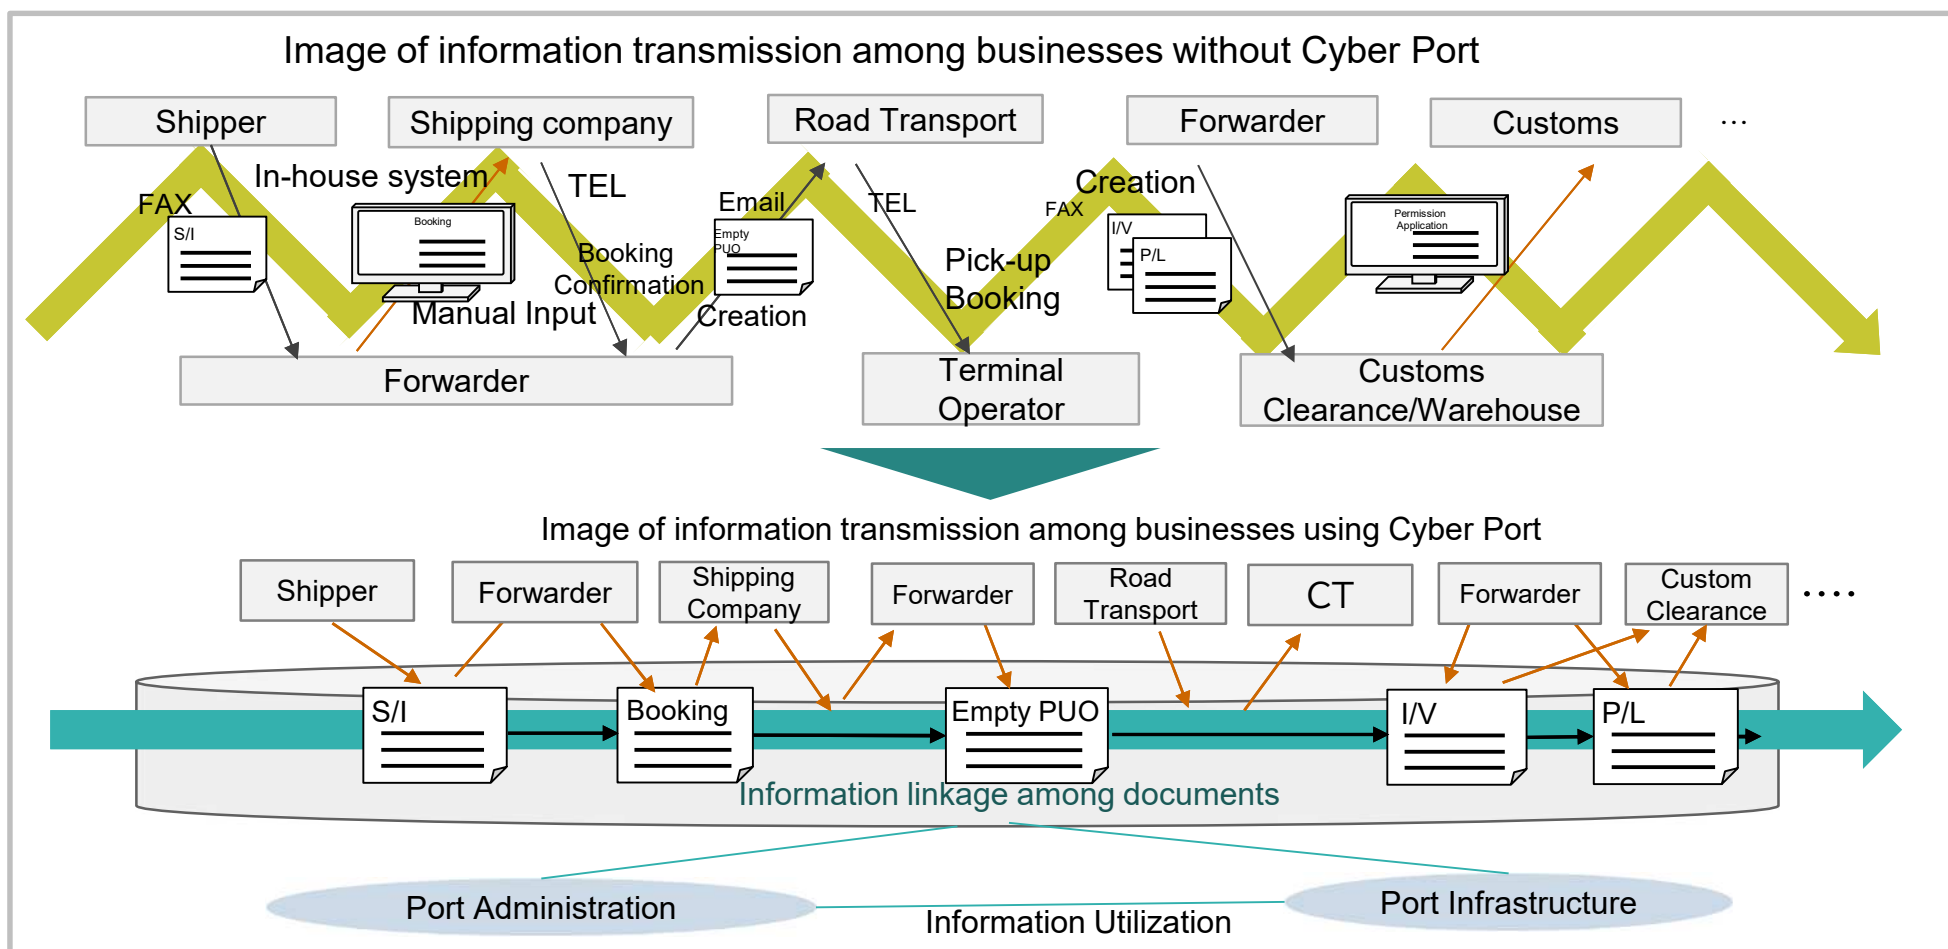 Image of information transmission among businesses without Cyber Port
Shipper
Shipping company
Road Transport
Forwarder
Customs
...
In-house system
TEL
Creation
FAX
Email
TEL
FAX
S/I
Booking
Empty
PUO
I/V
P/L
Permission
Application
Booking
Confirmation
Pick-up
Booking
Manual Input
Creation
Forwarder
Terminal
Operator
Customs
Clearance/Warehouse
Image of information transmission among businesses using Cyber Port
Shipper
Forwarder
Shipping
Company
Forwarder
Road
Transport
CT
Forwarder
Custom
Clearance
....
S/I
Booking
Empty PUO
I/V
P/L
Information linkage among documents
Port Administration
Information Utilization
Port Infrastructure